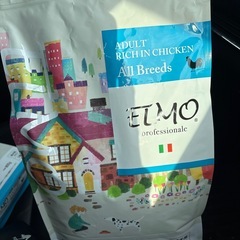 ADULT
RICH IN CHICKEN
All Breeds
ELMO®
professionale